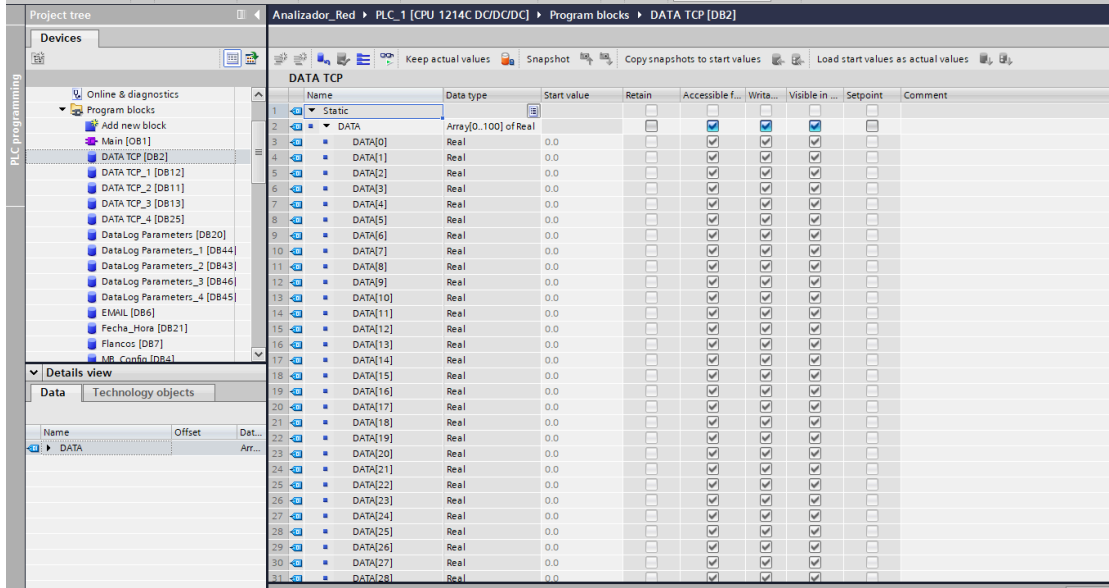 Project tree
Analizador_Red ▸ PLC_1 [CPU 1214C DC/DC/DC] ▸ Program blocks ▸ DATA TCP [DB2]
Devices
PLC programming
Online & diagnostics
Program blocks
Add new block
Main [OB1]
DATA TCP [DB2]
DATA TCP_1 [DB12]
DATA TCP_2 [DB11]
DATA TCP_3 [DB13]
DATA TCP_4 [DB25]
DataLog Parameters [DB20]
DataLog Parameters_1 [DB44]
DataLog Parameters_2 [DB43]
DataLog Parameters_3 [DB46]
DataLog Parameters_4 [DB45]
EMAIL [DB6]
Fecha_Hora [DB21]
Flancos [DB7]
MB_Config [DB4]
Details view
Data Technology objects
Name Offset Dat...
DATA Arr...
Keep actual values Snapshot Copy snapshots to start values Load start values as actual values
DATA TCP
Name Data type Start value Retain Accessible f... Writa... Visible in ... Setpoint Comment
1 Static
2 DATA Array[0..100] of Real
3 DATA[0] Real 0.0
4 DATA[1] Real 0.0
5 DATA[2] Real 0.0
6 DATA[3] Real 0.0
7 DATA[4] Real 0.0
8 DATA[5] Real 0.0
9 DATA[6] Real 0.0
10 DATA[7] Real 0.0
11 DATA[8] Real 0.0
12 DATA[9] Real 0.0
13 DATA[10] Real 0.0
14 DATA[11] Real 0.0
15 DATA[12] Real 0.0
16 DATA[13] Real 0.0
17 DATA[14] Real 0.0
18 DATA[15] Real 0.0
19 DATA[16] Real 0.0
20 DATA[17] Real 0.0
21 DATA[18] Real 0.0
22 DATA[19] Real 0.0
23 DATA[20] Real 0.0
24 DATA[21] Real 0.0
25 DATA[22] Real 0.0
26 DATA[23] Real 0.0
27 DATA[24] Real 0.0
28 DATA[25] Real 0.0
29 DATA[26] Real 0.0
30 DATA[27] Real 0.0
31 DATA[28] Real 0.0